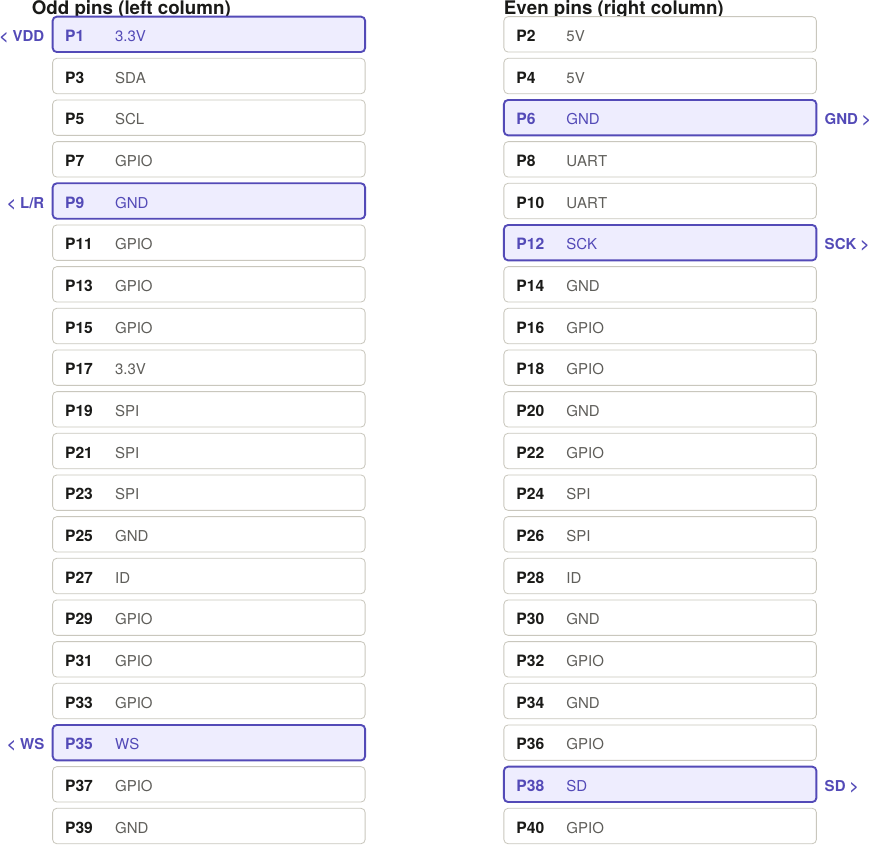 Odd pins (left column)
< VDD P1 3.3V
P3 SDA
P5 SCL
P7 GPIO
< L/R P9 GND
P11 GPIO
P13 GPIO
P15 GPIO
P17 3.3V
P19 SPI
P21 SPI
P23 SPI
P25 GND
P27 ID
P29 GPIO
P31 GPIO
P33 GPIO
< WS P35 WS
P37 GPIO
P39 GND
Even pins (right column)
P2 5V
P4 5V
P6 GND GND >
P8 UART
P10 UART
P12 SCK SCK >
P14 GND
P16 GPIO
P18 GPIO
P20 GND
P22 GPIO
P24 SPI
P26 SPI
P28 ID
P30 GND
P32 GPIO
P34 GND
P36 GPIO
P38 SD SD >
P40 GPIO